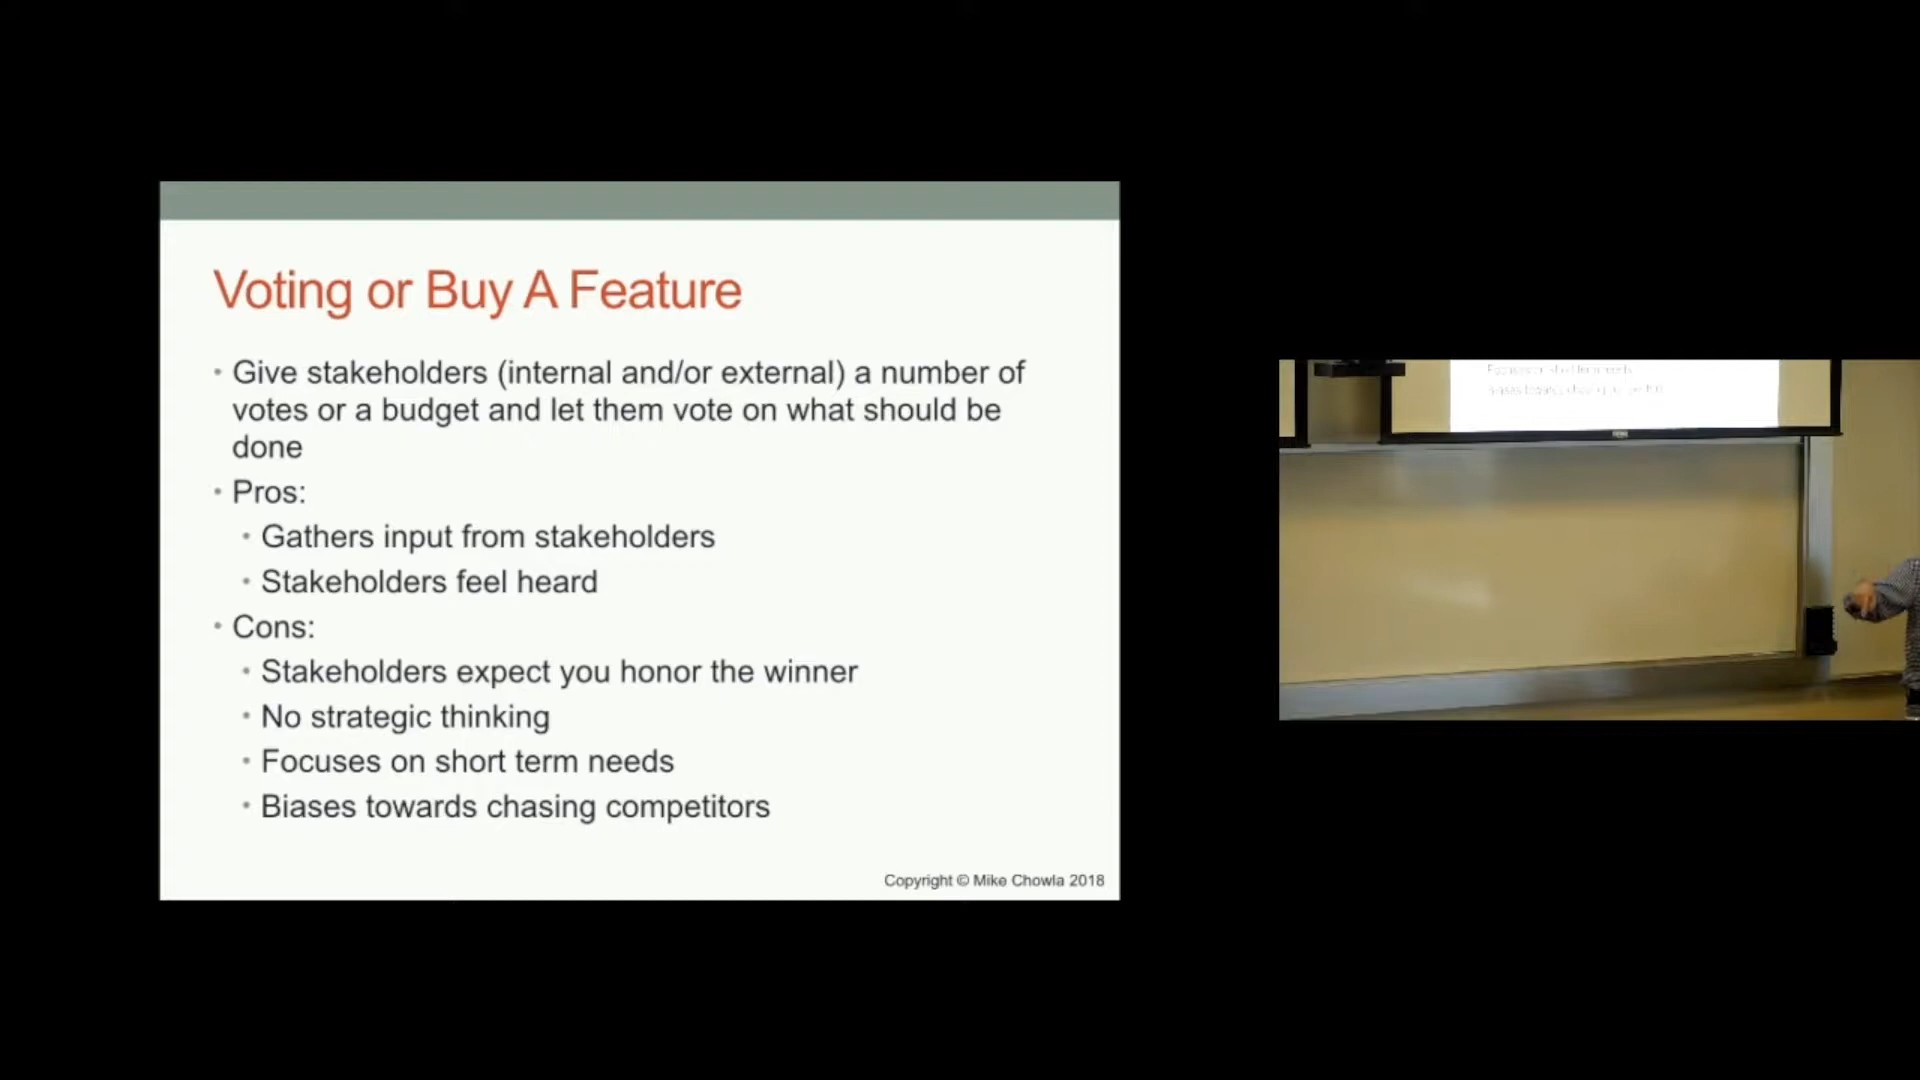 Voting or Buy A Feature
• Give stakeholders (internal and/or external) a number of
votes or a budget and let them vote on what should be
done
• Pros:
• Gathers input from stakeholders
• Stakeholders feel heard
• Cons:
• Stakeholders expect you honor the winner
• No strategic thinking
• Focuses on short term needs
• Biases towards chasing competitors
Copyright © Mike Chowla 2018